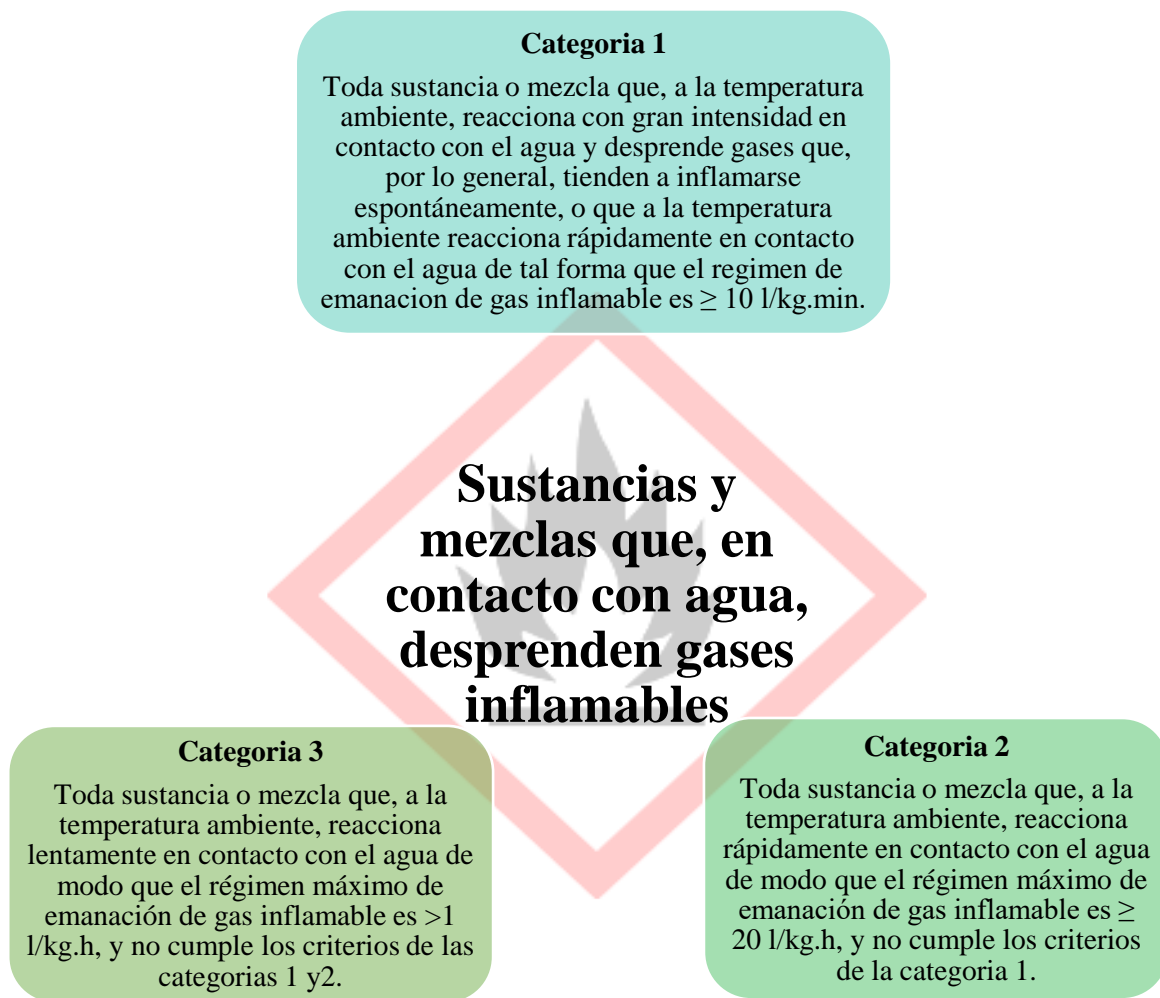 Categoria 1
Toda sustancia o mezcla que, a la temperatura
ambiente, reacciona con gran intensidad en
contacto con el agua y desprende gases que,
por lo general, tienden a inflamarse
espontáneamente, o que a la temperatura
ambiente reacciona rápidamente en contacto
con el agua de tal forma que el regimen de
emanacion de gas inflamable es ≥ 10 l/kg.min.
Sustancias y
mezclas que, en
contacto con agua,
desprenden gases
inflamables
Categoria 3
Toda sustancia o mezcla que, a la
temperatura ambiente, reacciona
lentamente en contacto con el agua de
modo que el régimen máximo de
emanación de gas inflamable es >1
l/kg.h, y no cumple los criterios de las
categorias 1 y2.
Categoria 2
Toda sustancia o mezcla que, a la
temperatura ambiente, reacciona
rápidamente en contacto con el agua
de modo que el régimen máximo de
emanación de gas inflamable es ≥
20 l/kg.h, y no cumple los criterios
de la categoria 1.